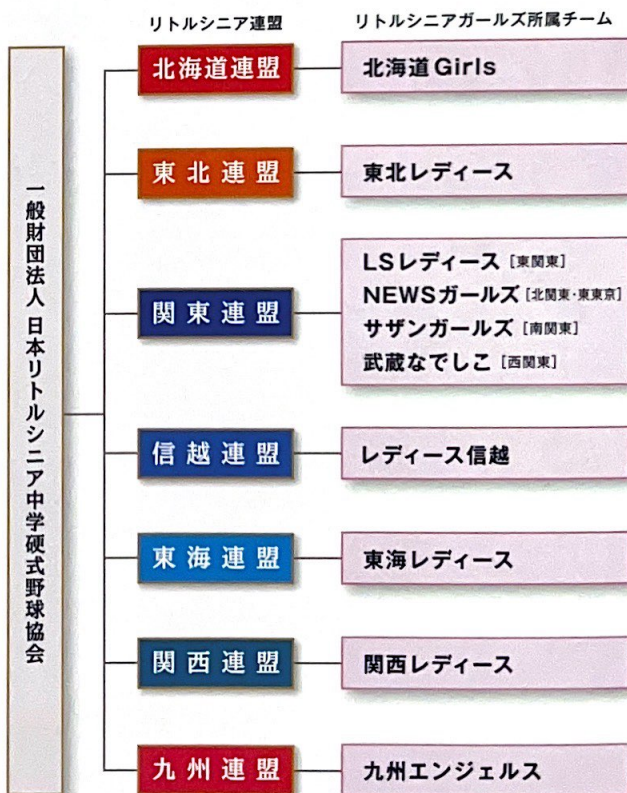 リトルシニア連盟
リトルシニアガールズ所属チーム
一般財団法人 日本リトルシニア中学硬式野球協会
北海道連盟
北海道Girls
東北連盟
東北レディース
関東連盟
LSレディース [東関東]
NEWSガールズ [北関東・東東京]
サザンガールズ [南関東]
武蔵なでしこ [西関東]
信越連盟
レディース信越
東海連盟
東海レディース
関西連盟
関西レディース
九州連盟
九州エンジェルス